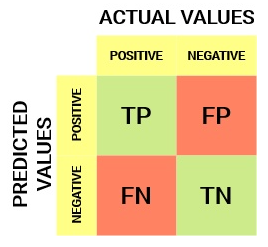 ACTUAL VALUES
POSITIVE NEGATIVE
PREDICTED
VALUES
POSITIVE
TP FP
NEGATIVE
FN TN